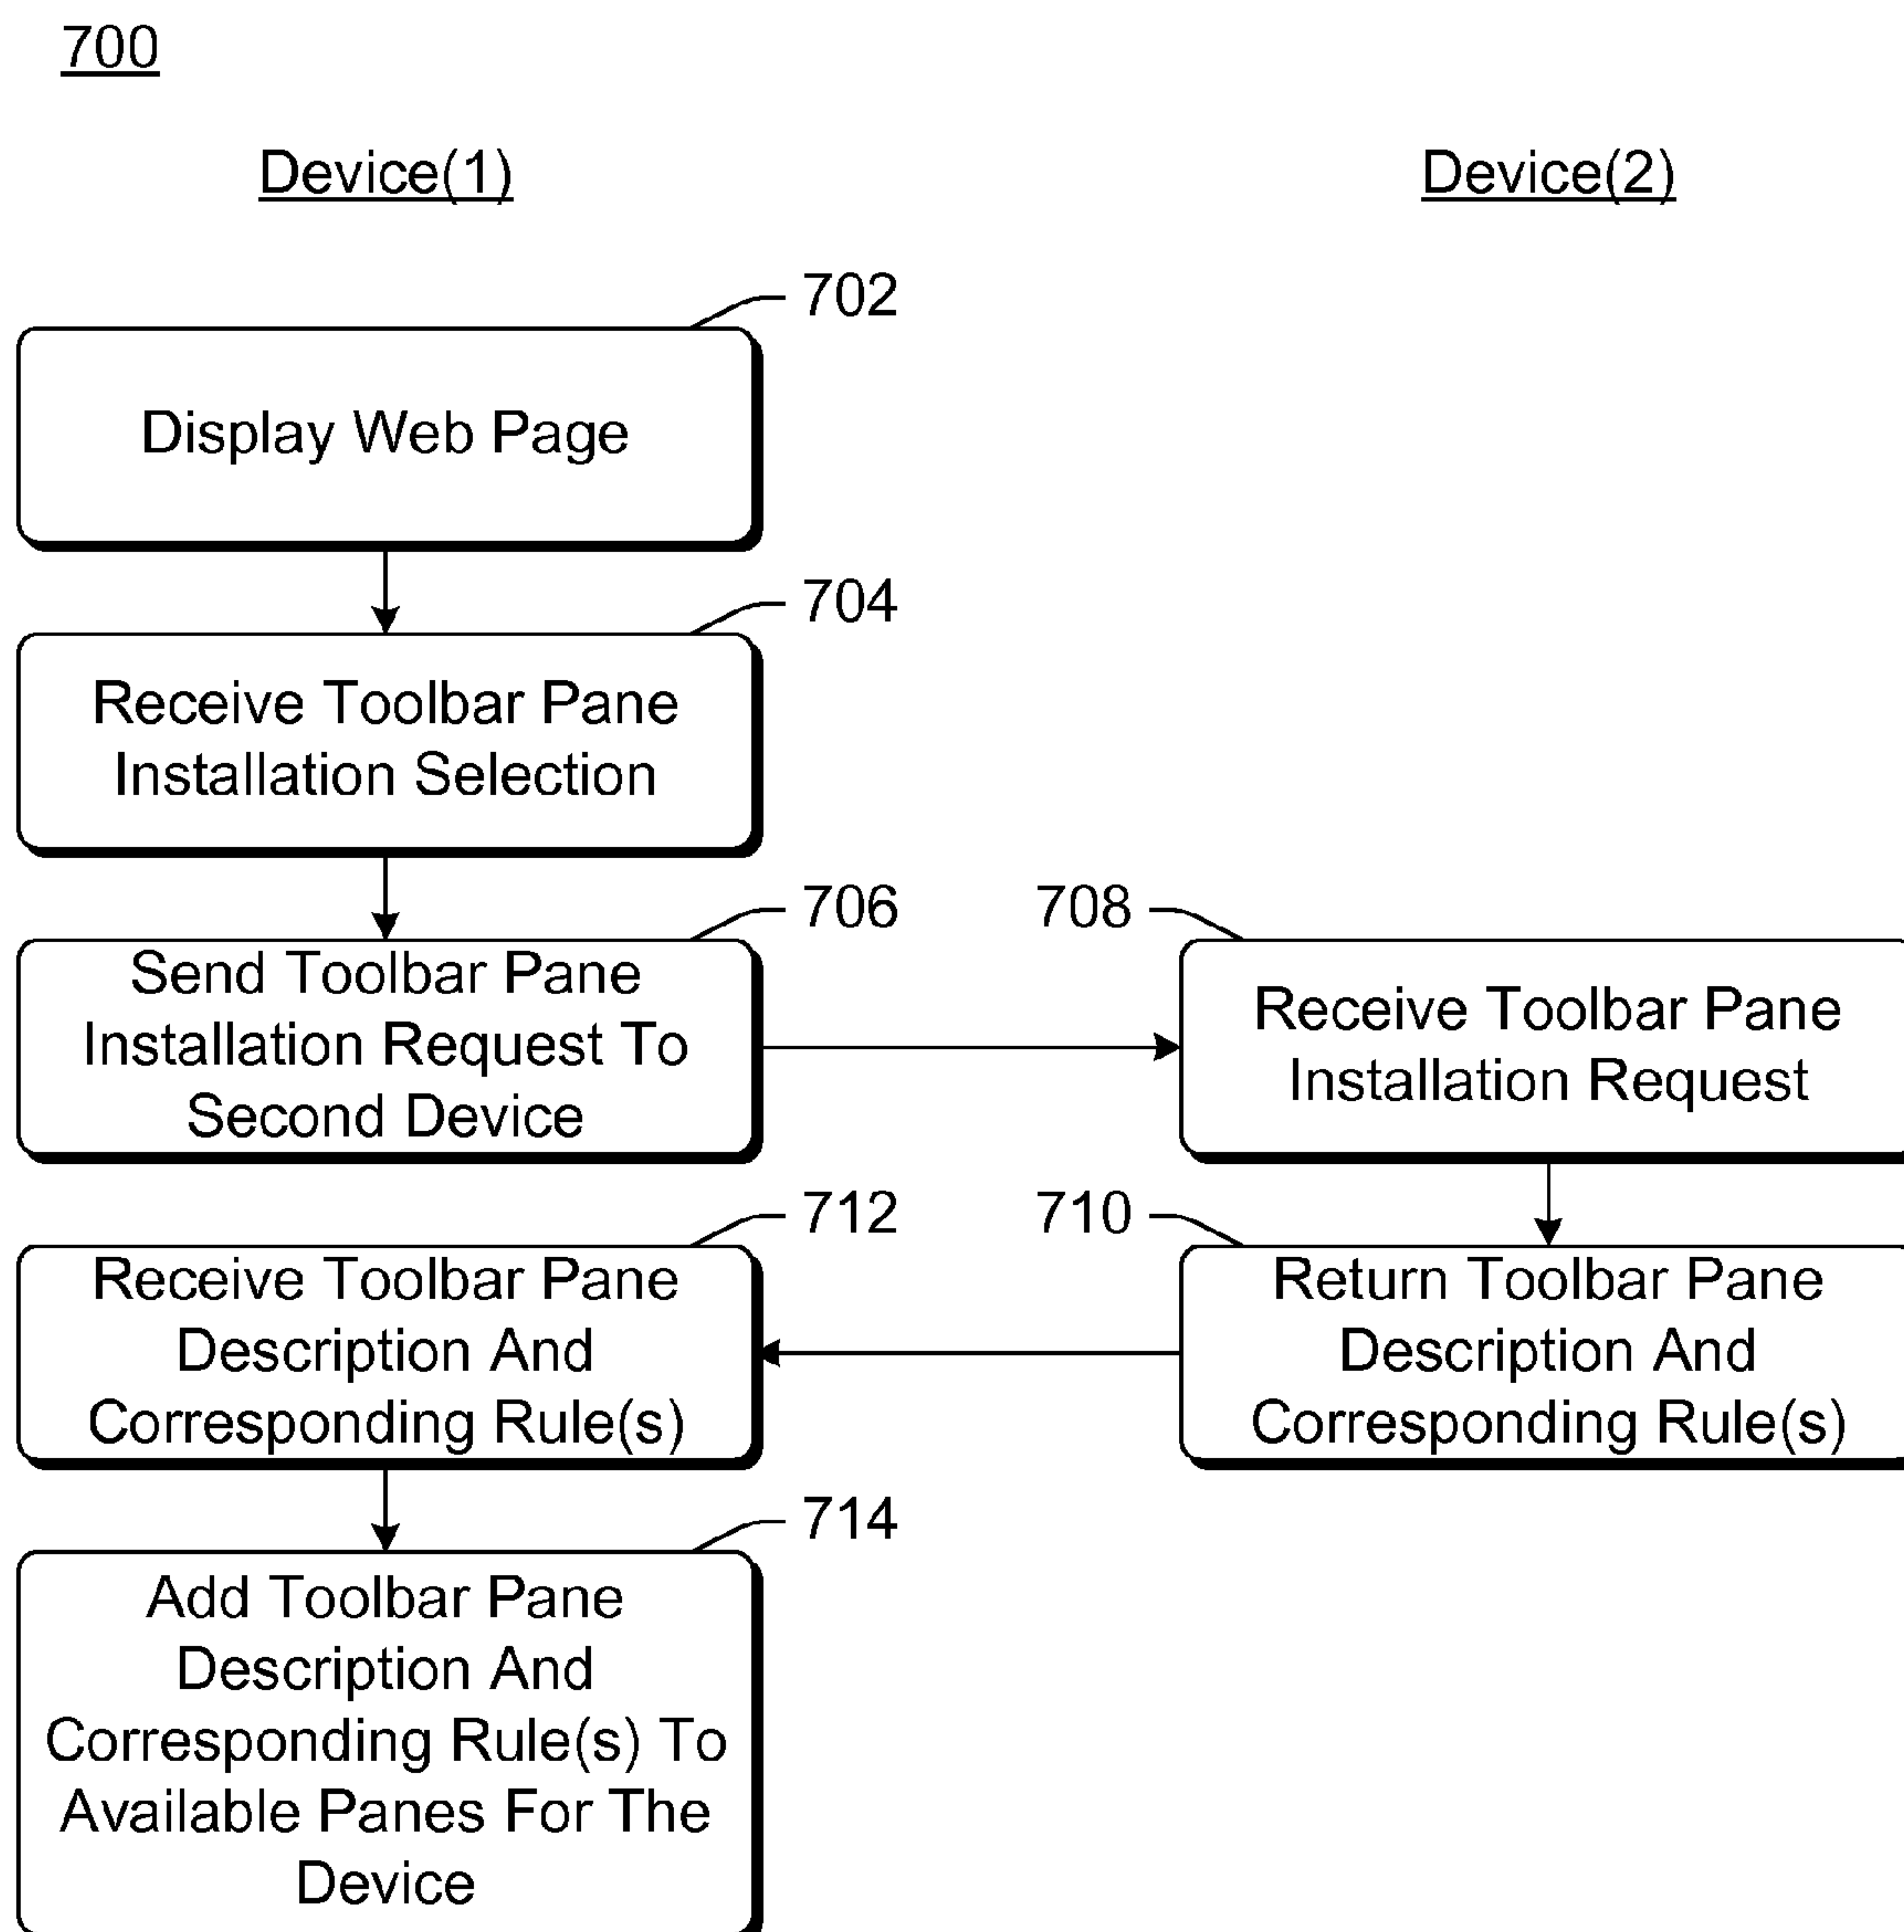 700
Device(1)
Device(2)
702
Display Web Page
704
Receive Toolbar Pane
Installation Selection
706
Send Toolbar Pane
Installation Request To
Second Device
708
Receive Toolbar Pane
Installation Request
710
Return Toolbar Pane
Description And
Corresponding Rule(s)
712
Receive Toolbar Pane
Description And
Corresponding Rule(s)
714
Add Toolbar Pane
Description And
Corresponding Rule(s) To
Available Panes For The
Device